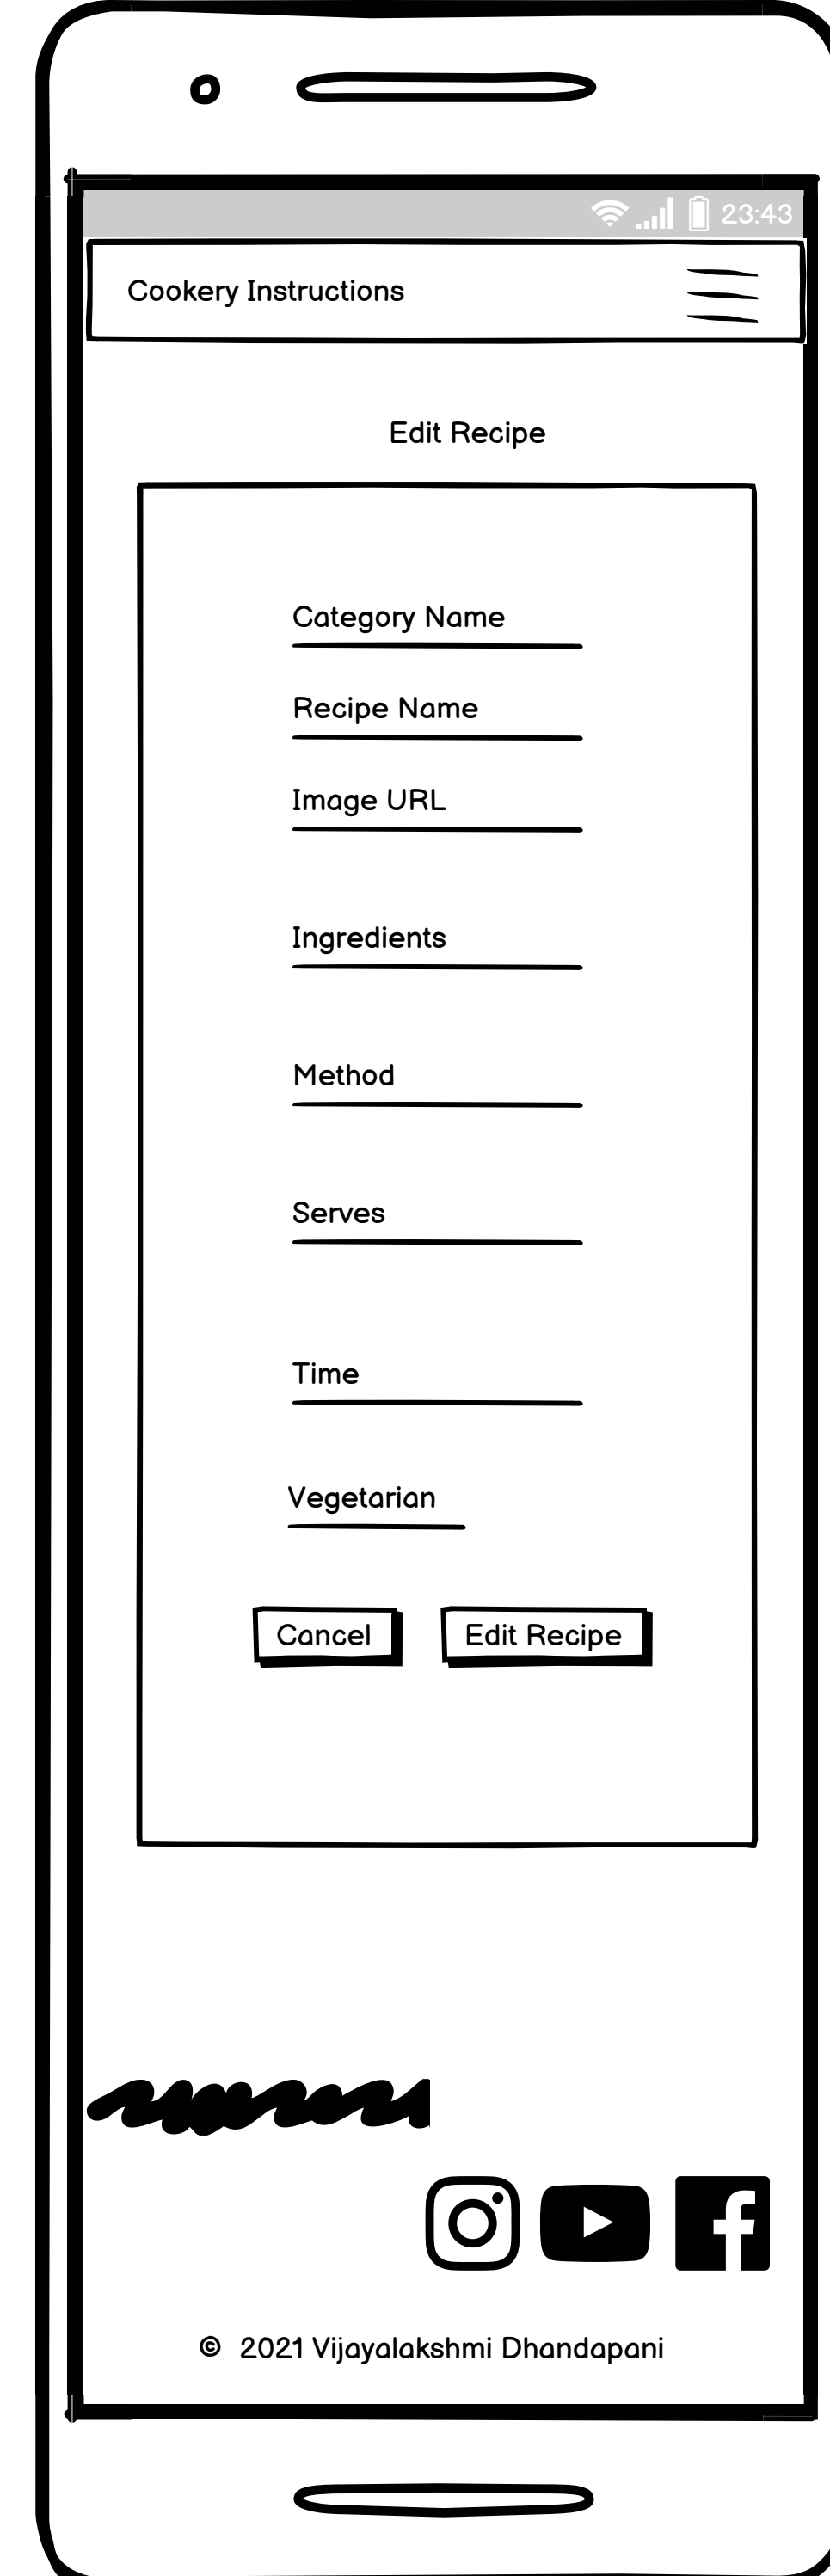 23:43
Cookery Instructions
Edit Recipe
Category Name
Recipe Name
Image URL
Ingredients
Method
Serves
Time
Vegetarian
Cancel Edit Recipe
© 2021 Vijayalakshmi Dhandapani